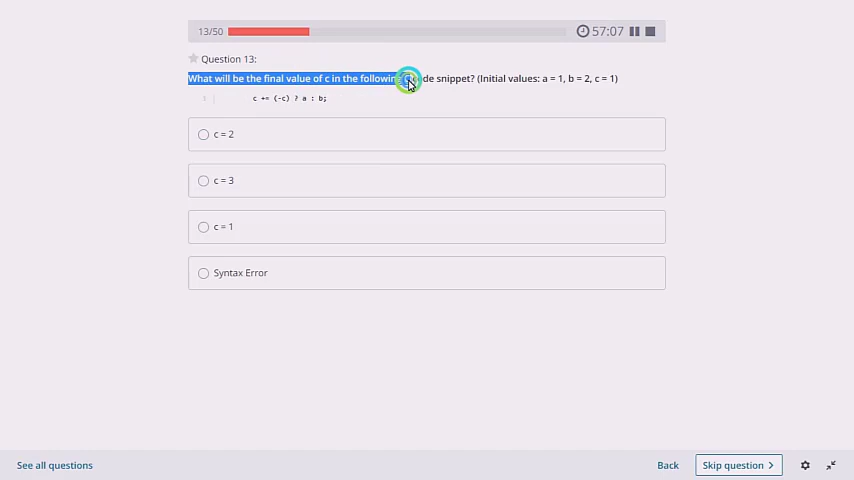 13/50
57:07
Question 13:
What will be the final value of c in the following code snippet? (Initial values: a = 1, b = 2, c = 1)
1 c += (-c) ? a : b;
c = 2
c = 3
c = 1
Syntax Error
See all questions
Back
Skip question